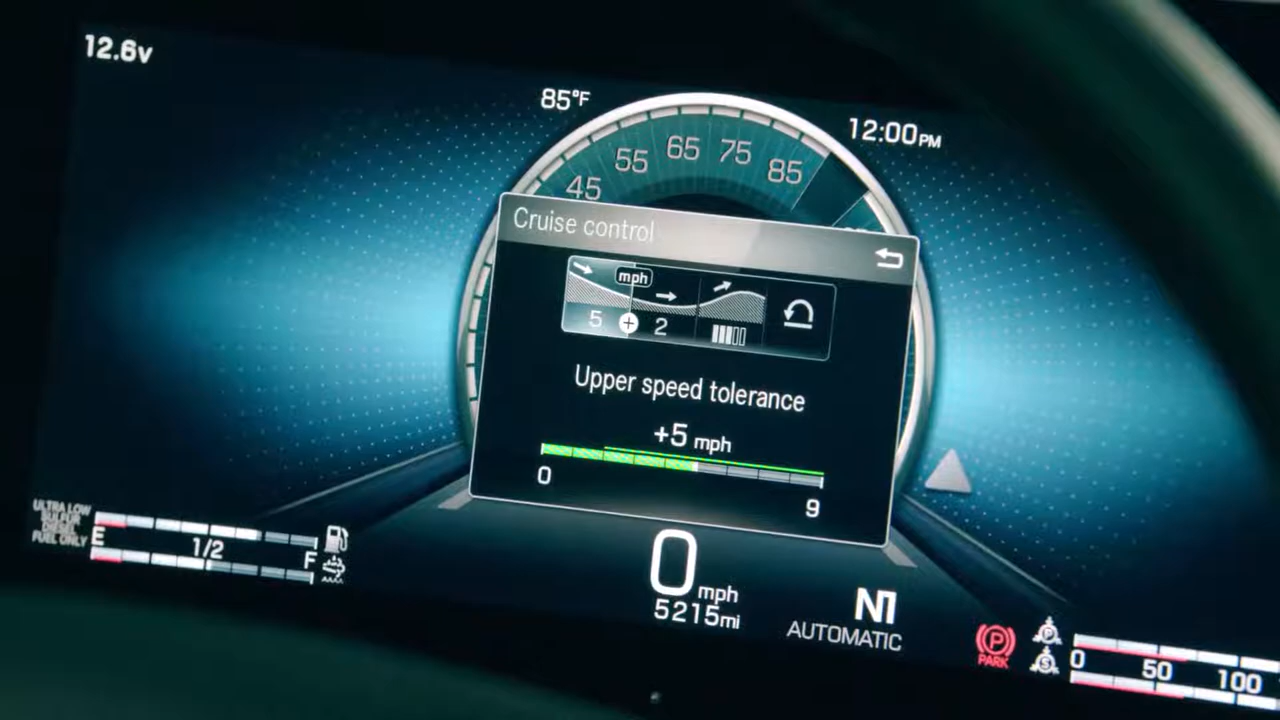 12.6v
85°F
12:00PM
45 55 65 75 85
Cruise control
mph
5 2
Upper speed tolerance
+5 mph
0 9
ULTRA LOW
SULFUR
DIESEL
FUEL ONLY
E 1/2 F
0 mph
5215mi
N1
AUTOMATIC
P
PARK
P
S
0 50 100